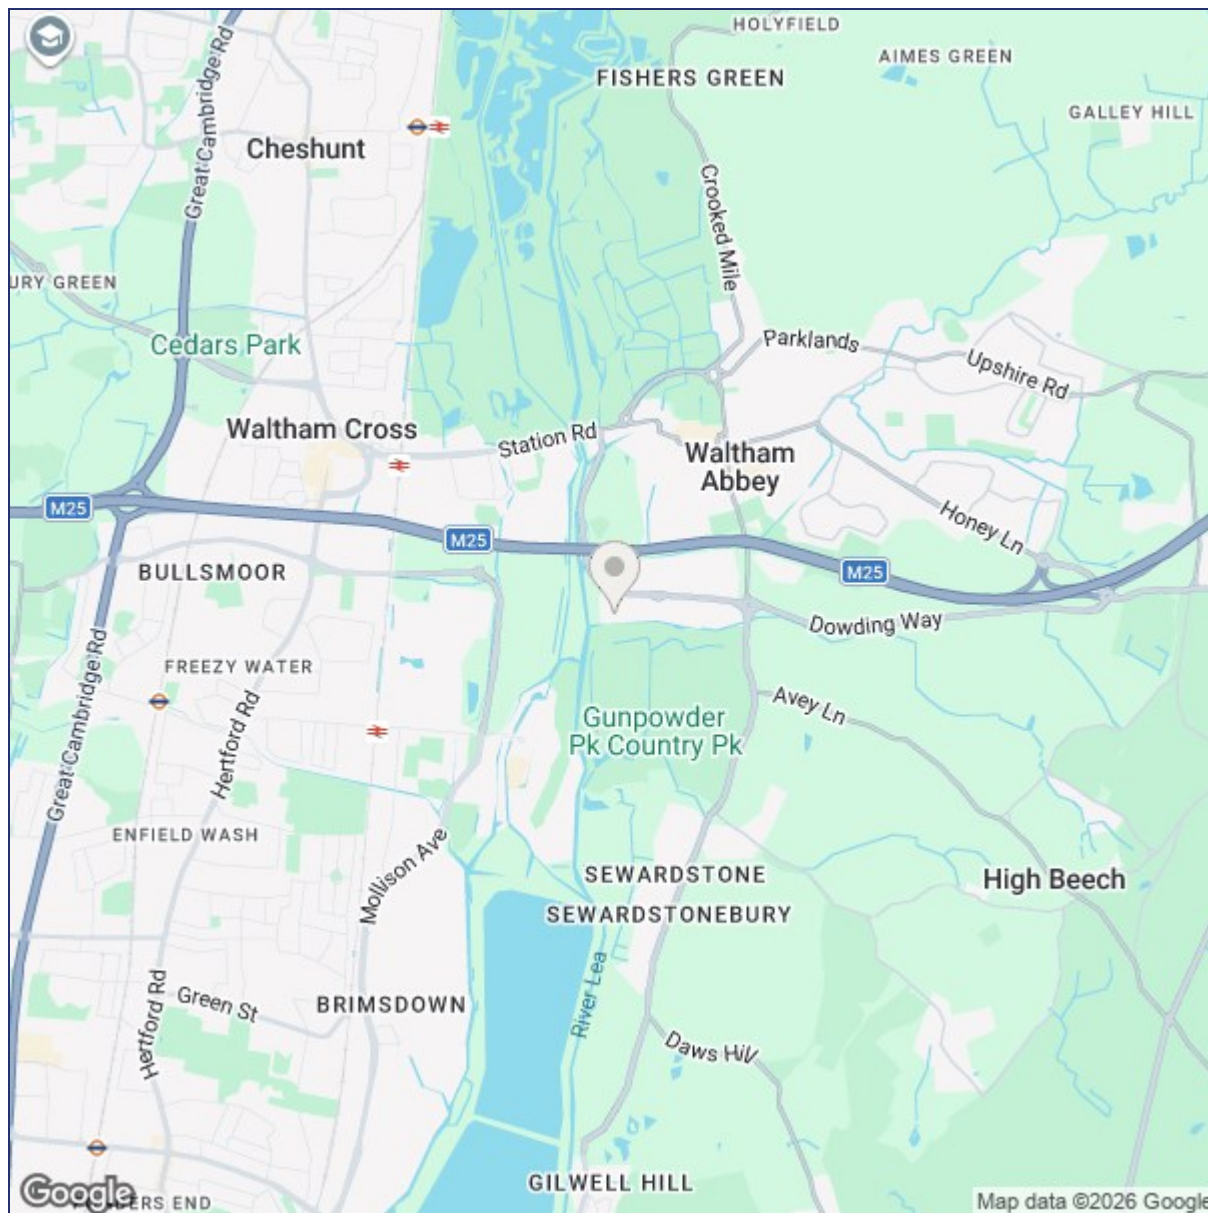 HOLYFIELD
AIMES GREEN
FISHERS GREEN
GALLEY HILL
Great Cambridge Rd
Cheshunt
Crooked Mile
URY GREEN
Cedars Park
Parklands
Upshire Rd
Waltham Cross
Station Rd
Waltham
Abbey
M25
Honey Ln
M25
M25
BULLSMOOR
Dowding Way
FREEZY WATER
Great Cambridge Rd
Hertford Rd
Avey Ln
Gunpowder
Pk Country Pk
ENFIELD WASH
Mollison Ave
SEWARDSTONE
High Beech
SEWARDSTONEBURY
River Lea
Hertford Rd
Green St
BRIMSDOWN
Daws Hill
GILWELL HILL
Google
ERS END
Map data ©2026 Google